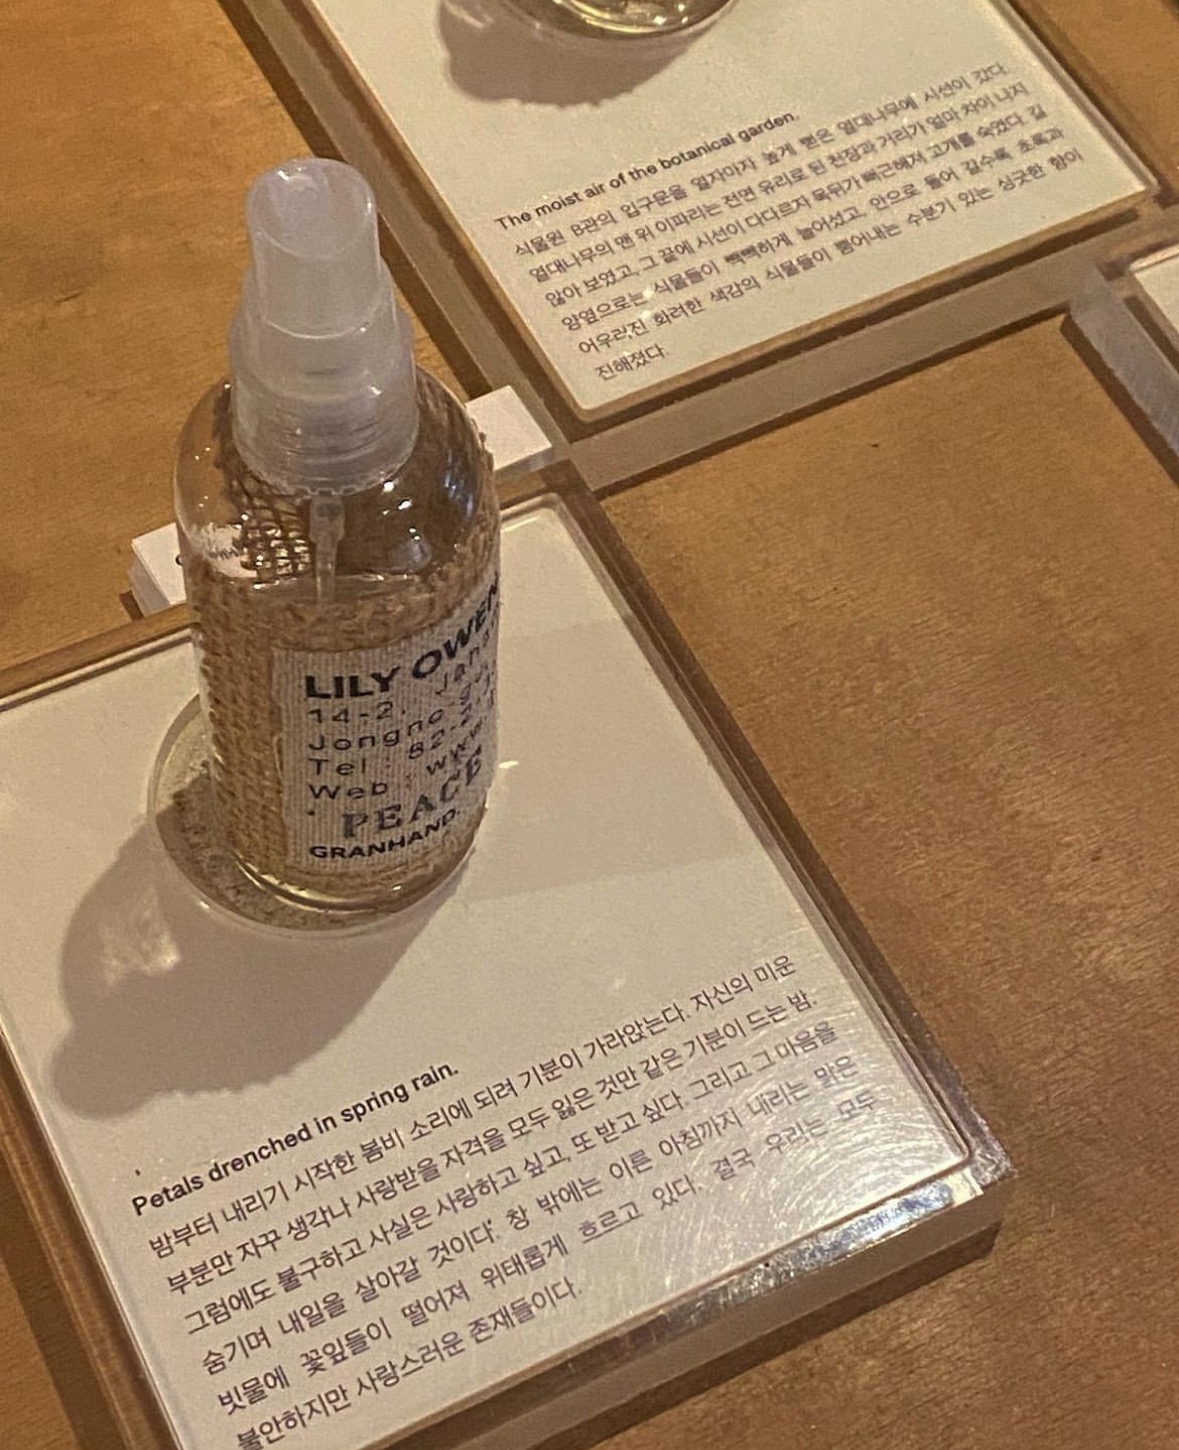 The moist air of the botanical garden.
식물원 B관의 입구문을 열자마자 높게 뻗은 열대나무에 시선이 갔다.
열대나무의 맨 위 이파리는 전면 유리로 된 천장과 거리가 얼마 차이 나지
않아 보였고, 그 끝에 시선이 다다르자 목뒤가 뻐근해져 고개를 숙였다. 길
양옆으로는 식물들이 빽빽하게 늘어섰고, 안으로 들어 갈수록 초록과
어우러진 화려한 색감의 식물들이 뿜어내는 수분기 있는 싱긋한 향이
진해졌다.
LILY OWEN
14-2,
Jongno-gu,
Tel : 82-2
Web : www.
PEACE
GRANHAND.
Petals drenched in spring rain.
밤부터 내리기 시작한 봄비 소리에 되려 기분이 가라앉는다. 자신의 미운
부분만 자꾸 생각나 사랑받을 자격을 모두 잃은 것만 같은 기분이 드는 밤.
그럼에도 불구하고 사실은 사랑하고 싶고, 또 받고 싶다. 그리고 그 마음을
숨기며 내일을 살아갈 것이다. 창 밖에는 이른 아침까지 내리는 맑은
빗물에 꽃잎들이 떨어져 위태롭게 흐르고 있다. 결국 우리는 모두
불안하지만 사랑스러운 존재들이다.